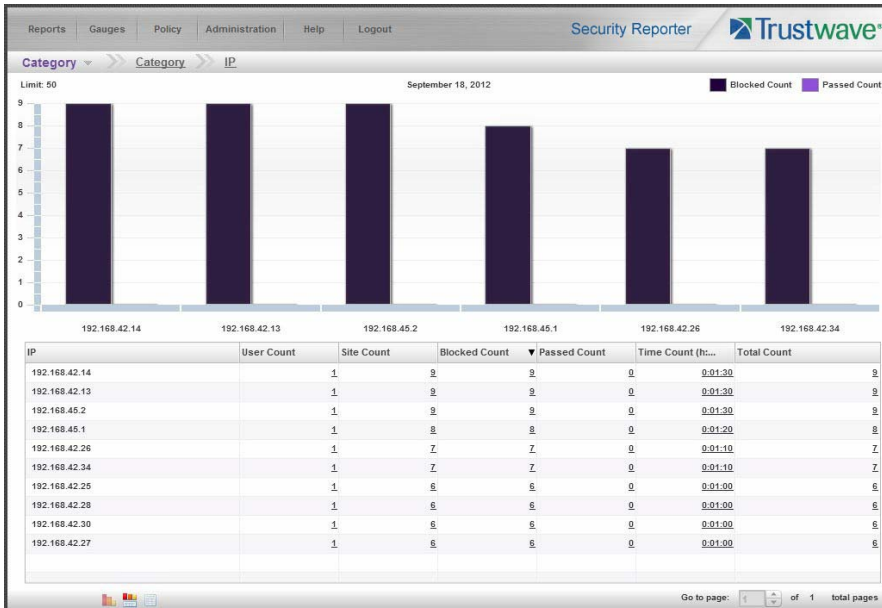 Reports Gauges Policy Administration Help Logout Security Reporter Trustwave®
Category Category IP
Limit: 50 September 18, 2012 Blocked Count Passed Count
9
8
7
6
5
4
3
2
1
0
192.168.42.14 192.168.42.13 192.168.45.2 192.168.45.1 192.168.42.26 192.168.42.34
IP User Count Site Count Blocked Count ▼ Passed Count Time Count (h:... Total Count
192.168.42.14 1 9 9 0 0:01:30 9
192.168.42.13 1 9 9 0 0:01:30 9
192.168.45.2 1 9 9 0 0:01:30 9
192.168.45.1 1 8 8 0 0:01:20 8
192.168.42.26 1 7 7 0 0:01:10 7
192.168.42.34 1 7 7 0 0:01:10 7
192.168.42.25 1 6 6 0 0:01:00 6
192.168.42.28 1 6 6 0 0:01:00 6
192.168.42.30 1 6 6 0 0:01:00 6
192.168.42.27 1 6 6 0 0:01:00 6
Go to page: 1 of 1 total pages